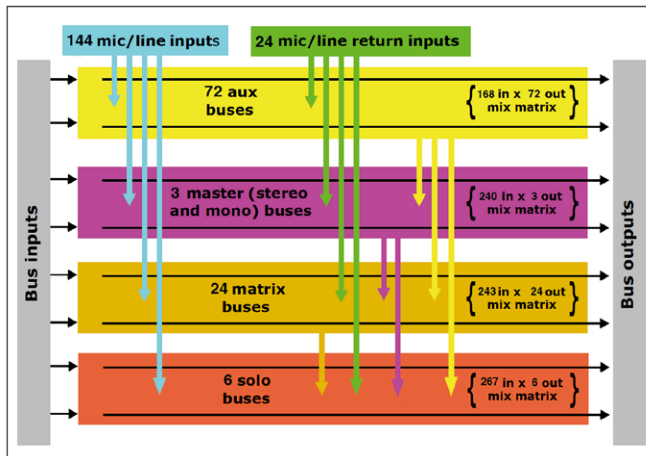 144 mic/line inputs
24 mic/line return inputs
72 aux
buses
{168 in x 72 out
mix matrix}
3 master (stereo
and mono) buses
{240 in x 3 out
mix matrix}
24 matrix
buses
{243 in x 24 out
mix matrix}
6 solo
buses
{267 in x 6 out
mix matrix}
Bus inputs
Bus outputs